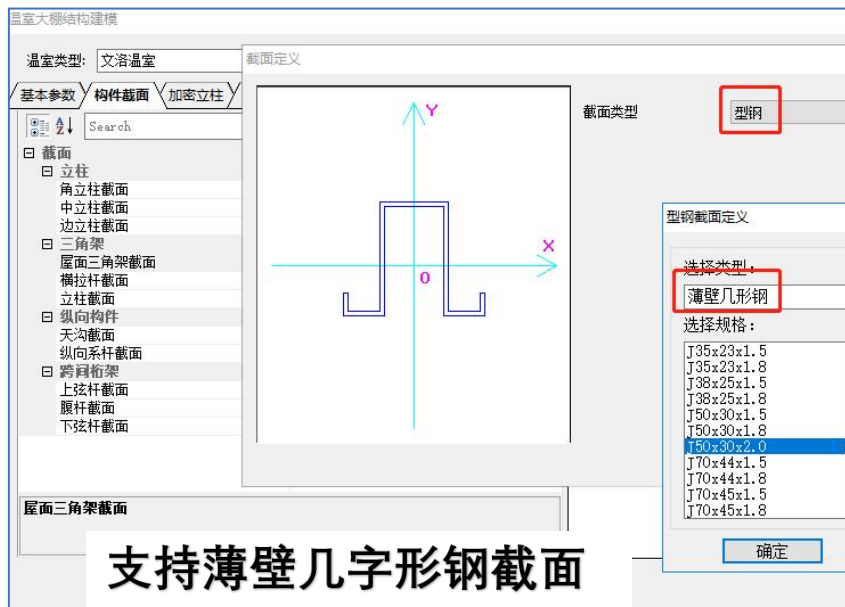 温室大棚结构建模
温室类型: 文洛温室
基本参数 构件截面 加密立柱
Search
截面
立柱
角立柱截面
中立柱截面
边立柱截面
三角架
屋面三角架截面
横拉杆截面
立柱截面
纵向构件
天沟截面
纵向系杆截面
跨间桁架
上弦杆截面
腹杆截面
下弦杆截面
屋面三角架截面
截面定义
Y
X
O
截面类型 型钢
型钢截面定义
选择类型:
薄壁几形钢
选择规格:
J35x23x1.5
J35x23x1.8
J38x25x1.5
J38x25x1.8
J50x30x1.5
J50x30x1.8
J50x30x2.0
J70x44x1.5
J70x44x1.8
J70x45x1.5
J70x45x1.8
确定
支持薄壁几字形钢截面